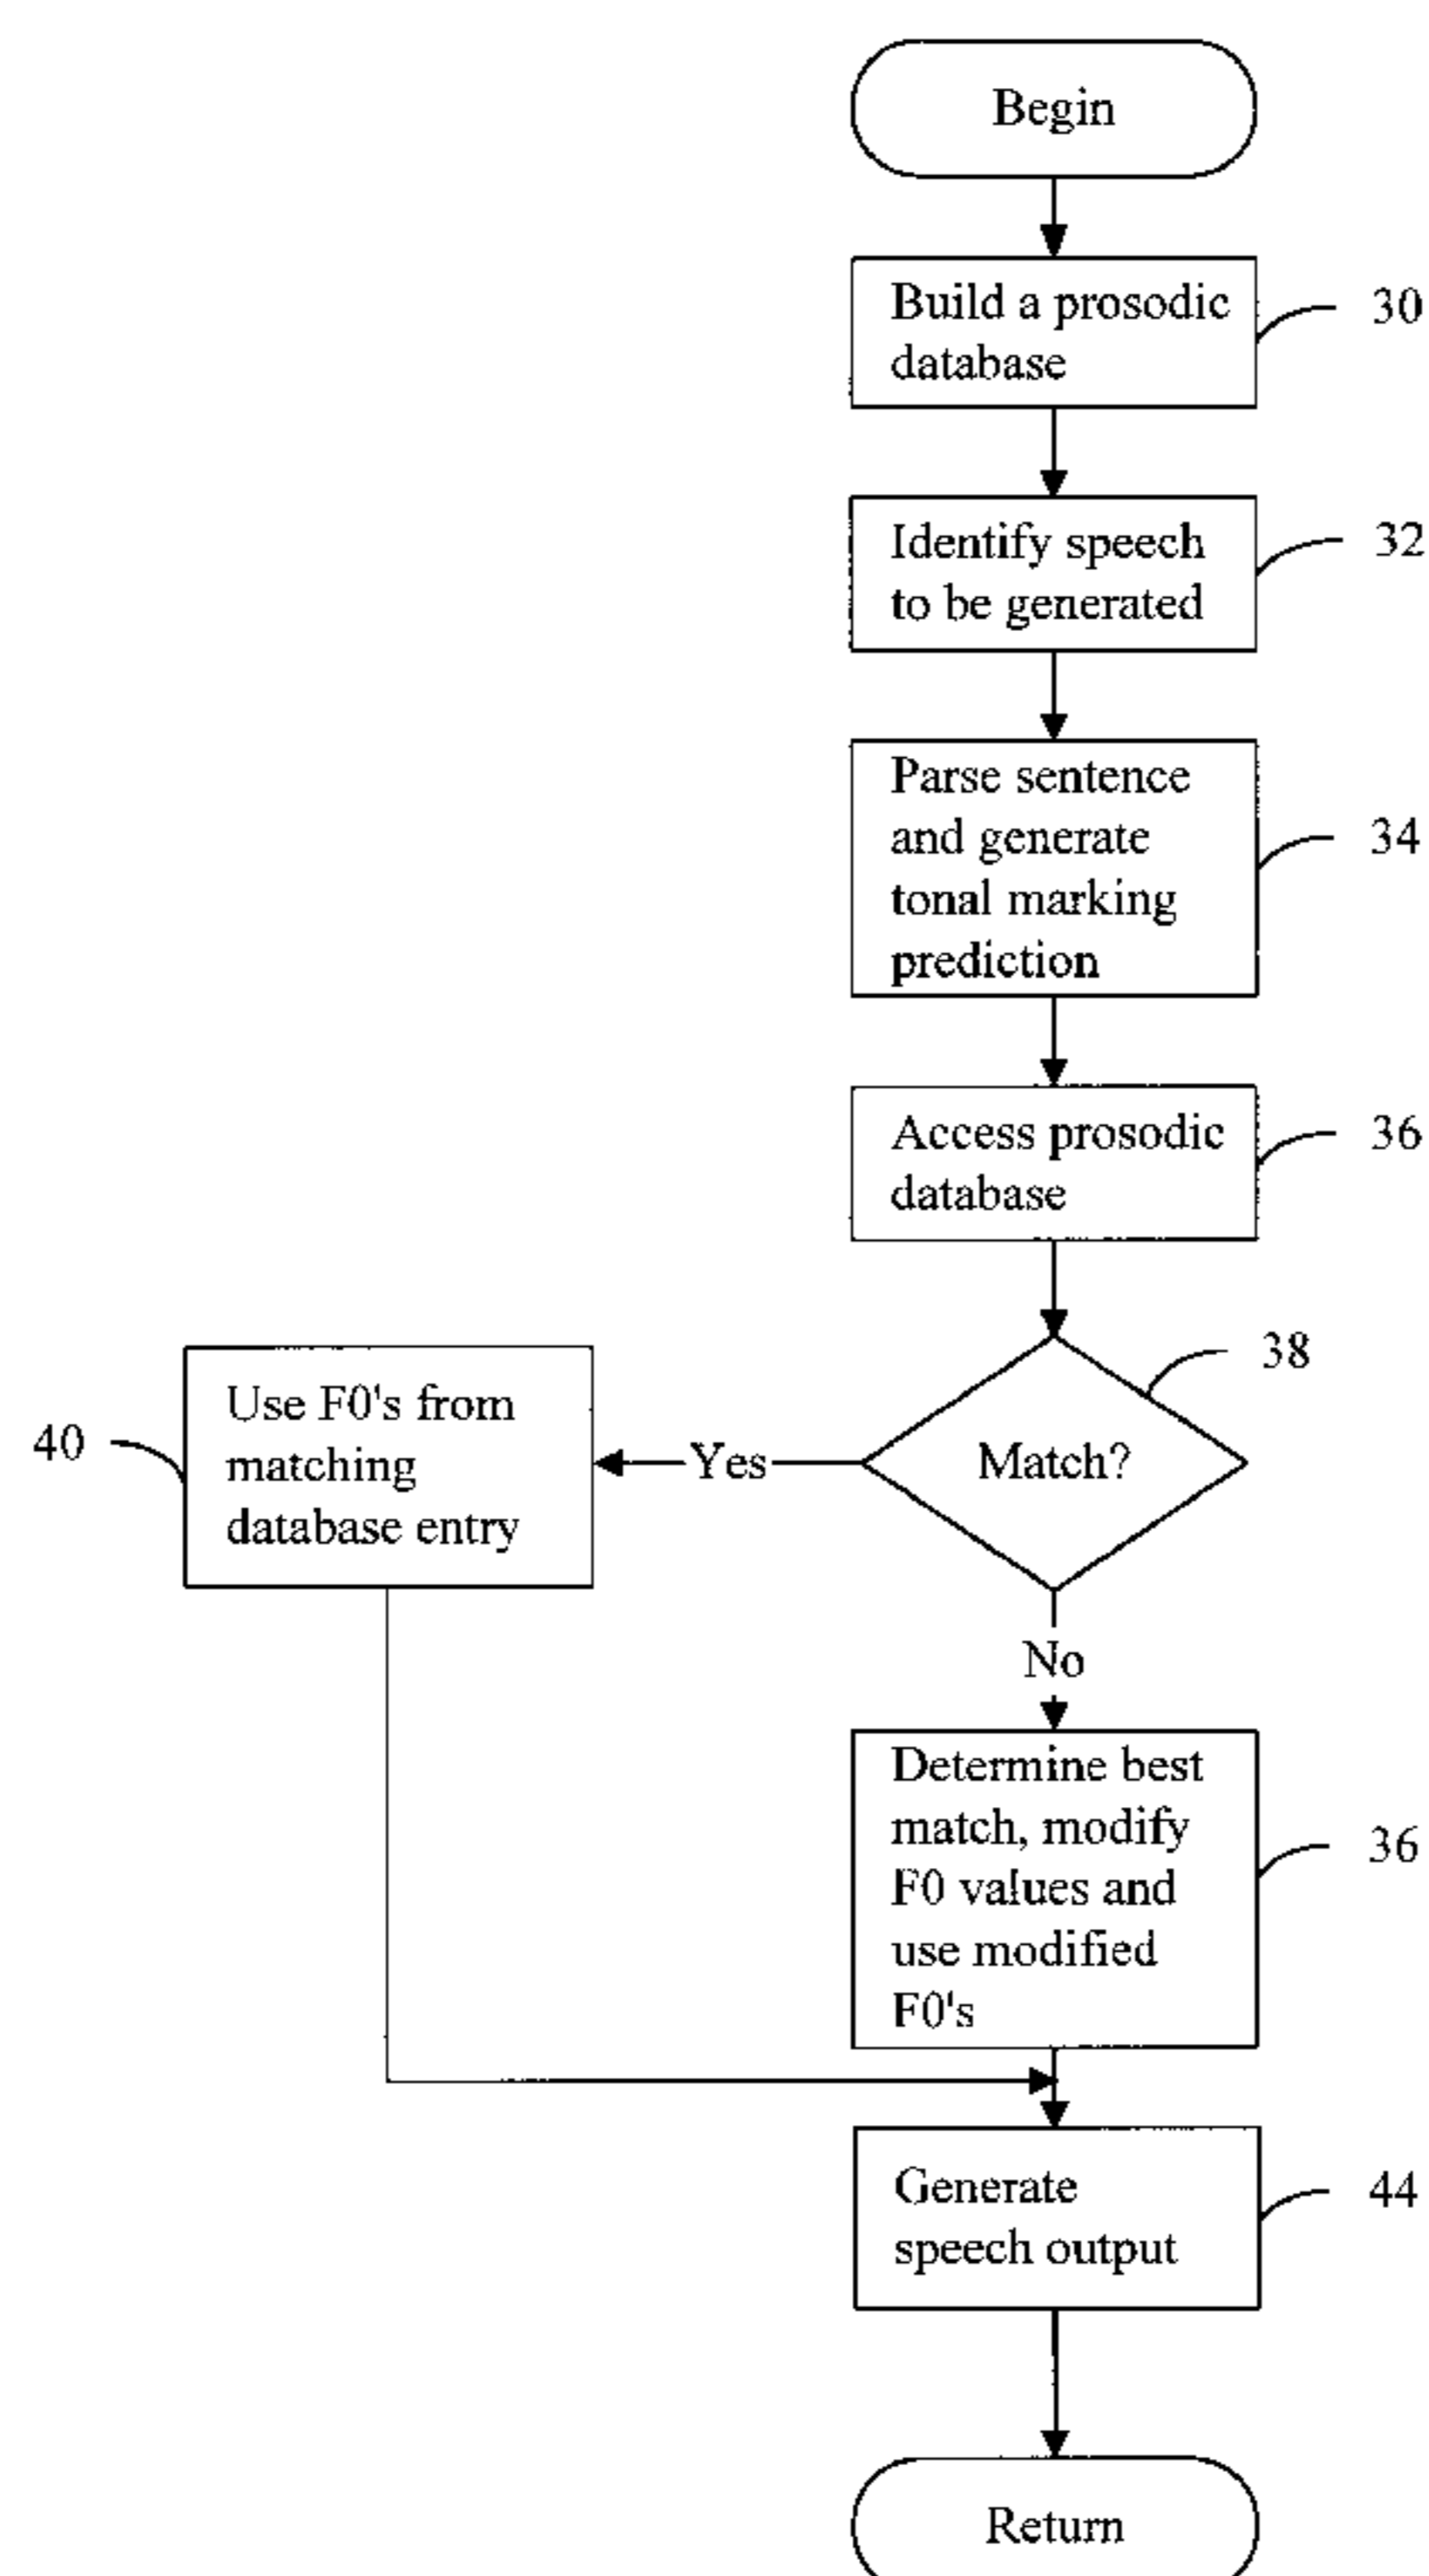 Begin
Build a prosodic
database
30
Identify speech
to be generated
32
Parse sentence
and generate
tonal marking
prediction
34
Access prosodic
database
36
Match?
38
Yes
Use F0's from
matching
database entry
40
No
Determine best
match, modify
F0 values and
use modified
F0's
36
Generate
speech output
44
Return